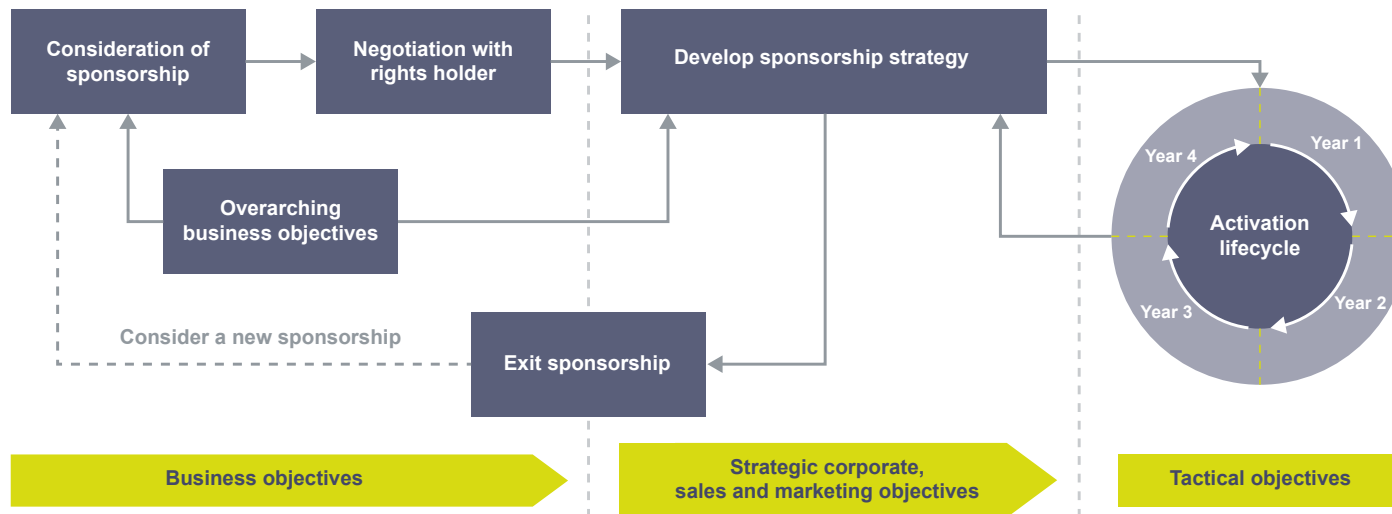 Consideration of
sponsorship
Negotiation with
rights holder
Develop sponsorship strategy
Overarching
business objectives
Year 4
Year 1
Activation
lifecycle
Year 3
Year 2
Consider a new sponsorship
Exit sponsorship
Business objectives
Strategic corporate,
sales and marketing objectives
Tactical objectives